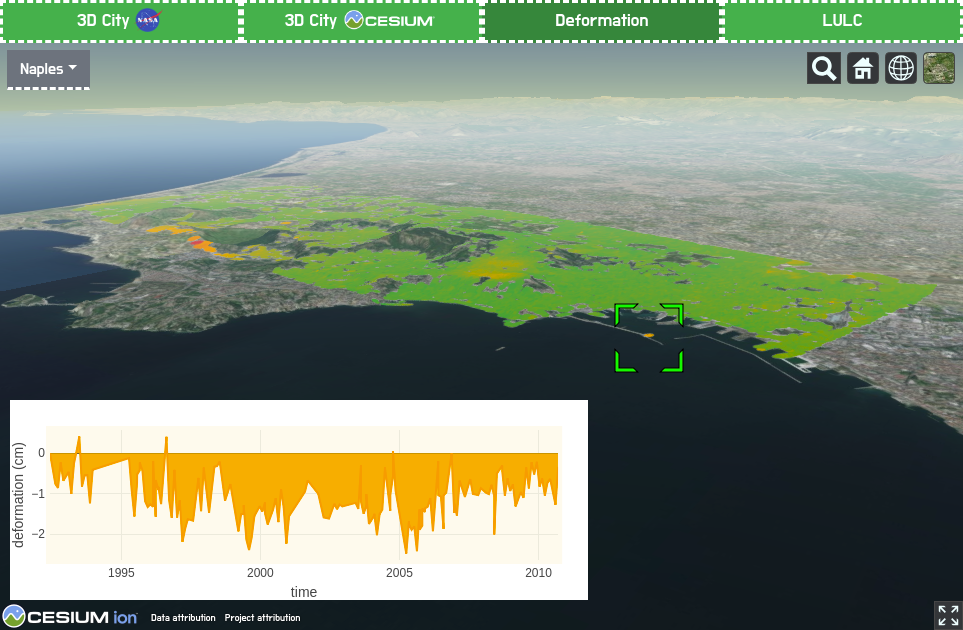 3D City NASA
3D City CESIUM
Deformation
LULC
Naples
deformation (cm)
0
−1
−2
1995
2000
2005
2010
time
CESIUM ion
Data attribution
Project attribution